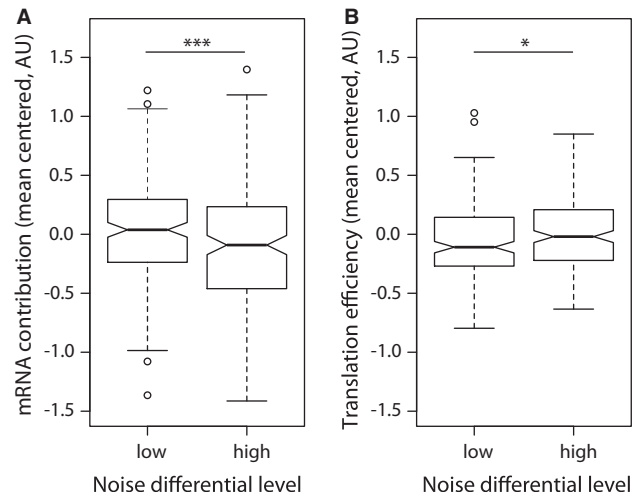 A
mRNA contribution (mean centered, AU)
1.5
1.0
0.5
0.0
-0.5
-1.0
-1.5
***
low high
Noise differential level
B
Translation efficiency (mean centered, AU)
1.5
1.0
0.5
0.0
-0.5
-1.0
-1.5
*
low high
Noise differential level